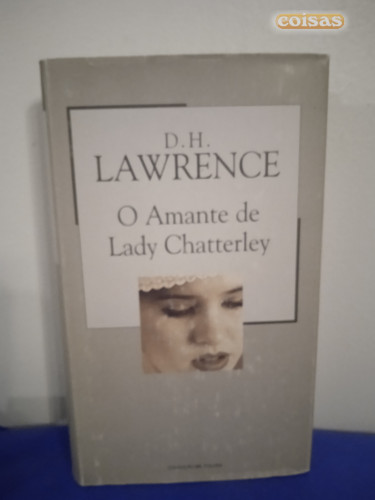 coisas
D.H.
LAWRENCE
O Amante de
Lady Chatterley